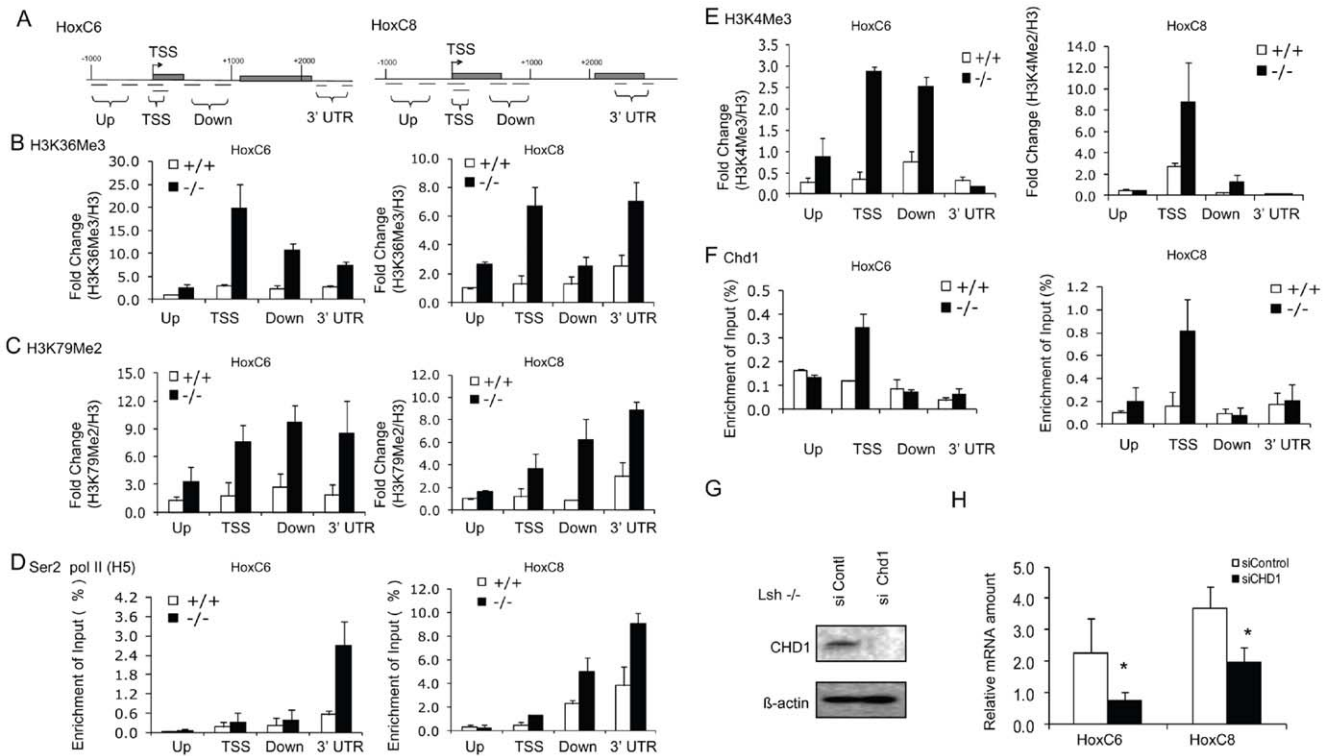 A
HoxC6
HoxC8
-1000
TSS
+1000
+2000
-1000
TSS
+1000
+2000
Up
TSS
Down
3' UTR
Up
TSS
Down
3' UTR
B
H3K36Me3
HoxC6
Fold Change
(H3K36Me3/H3)
30.0
25.0
20.0
15.0
10.0
5.0
0.0
+/+
-/-
Up
TSS
Down
3' UTR
HoxC8
Fold Change
(H3K36Me3/H3)
10.0
8.0
6.0
4.0
2.0
0.0
+/+
-/-
Up
TSS
Down
3' UTR
C
H3K79Me2
HoxC6
Fold Change
(H3K79Me2/H3)
15.0
12.0
9.0
6.0
3.0
0.0
+/+
-/-
Up
TSS
Down
3' UTR
HoxC8
Fold Change
(H3K79Me2/H3)
12.0
10.0
8.0
6.0
4.0
2.0
0.0
+/+
-/-
Up
TSS
Down
3' UTR
D
Ser2 pol II (H5)
HoxC6
Enrichment of Input ( %)
4.2
3.6
3.0
2.4
1.8
1.2
0.6
0.0
+/+
-/-
Up
TSS
Down
3' UTR
HoxC8
Enrichment of Input ( %)
12.0
10.0
8.0
6.0
4.0
2.0
0.0
+/+
-/-
Up
TSS
Down
3' UTR
E
H3K4Me3
HoxC6
Fold Change
(H3K4Me3/H3)
3.5
3.0
2.5
2.0
1.5
1.0
0.5
0.0
+/+
-/-
Up
TSS
Down
3' UTR
HoxC8
Fold Change (H3K4Me2/H3)
14.0
12.0
10.0
8.0
6.0
4.0
2.0
0.0
+/+
-/-
Up
TSS
Down
3' UTR
F
Chd1
HoxC6
Enrichment of Input (%)
0.5
0.4
0.3
0.2
0.1
0.0
+/+
-/-
Up
TSS
Down
3' UTR
HoxC8
Enrichment of Input (%)
1.2
1.0
0.8
0.6
0.4
0.2
0.0
+/+
-/-
Up
TSS
Down
3' UTR
G
Lsh -/-
si Contl
si Chd1
CHD1
ß-actin
H
Relative mRNA amount
5.0
4.0
3.0
2.0
1.0
0.0
siControl
siCHD1
*
*
HoxC6
HoxC8